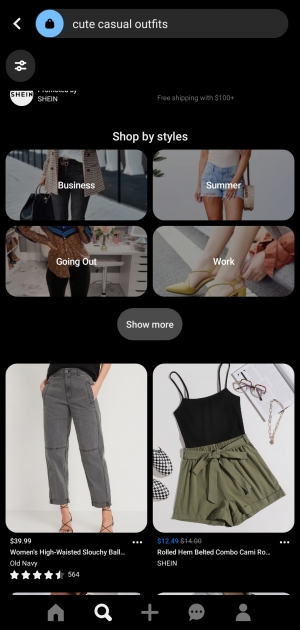 cute casual outfits
SHEIN
Promoted by
SHEIN
Free shipping with $100+
Shop by styles
Business
Summer
Going Out
Work
Show more
$39.99
Women's High-Waisted Slouchy Ball...
Old Navy
564
$12.49 $14.00
Rolled Hem Belted Combo Cami Ro...
SHEIN